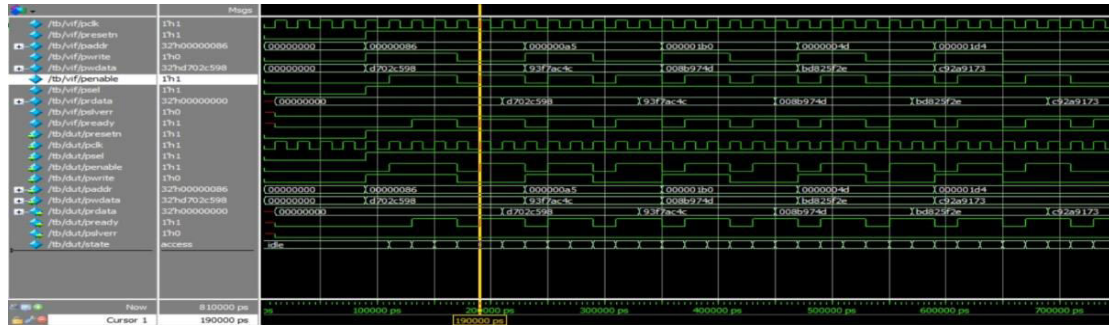 Msgs
/tb/vif/pclk 1'h1
/tb/vif/presetn 1'h1
/tb/vif/paddr 32'h00000086 00000000 00000086 000000a5 000001b0 0000004d 000001d4
/tb/vif/pwrite 1'h0
/tb/vif/pwdata 32'hd702c598 00000000 d702c598 93f7ac4c 008b974d bd825f2e c92a9173
/tb/vif/penable 1'h1
/tb/vif/psel 1'h1
/tb/vif/prdata 32'h00000000 00000000 d702c598 93f7ac4c 008b974d bd825f2e c92a9173
/tb/vif/pslverr 1'h0
/tb/vif/pready 1'h1
/tb/dut/presetn 1'h1
/tb/dut/pclk 1'h1
/tb/dut/psel 1'h1
/tb/dut/penable 1'h1
/tb/dut/pwrite 1'h0
/tb/dut/paddr 32'h00000086 00000000 00000086 000000a5 000001b0 0000004d 000001d4
/tb/dut/pwdata 32'hd702c598 00000000 d702c598 93f7ac4c 008b974d bd825f2e c92a9173
/tb/dut/prdata 32'h00000000 00000000 d702c598 93f7ac4c 008b974d bd825f2e c92a9173
/tb/dut/pready 1'h1
/tb/dut/pslverr 1'h0
/tb/dut/state access idle
Now 810000 ps ps 100000 ps 200000 ps 300000 ps 400000 ps 500000 ps 600000 ps 700000 ps
Cursor 1 190000 ps 190000 ps